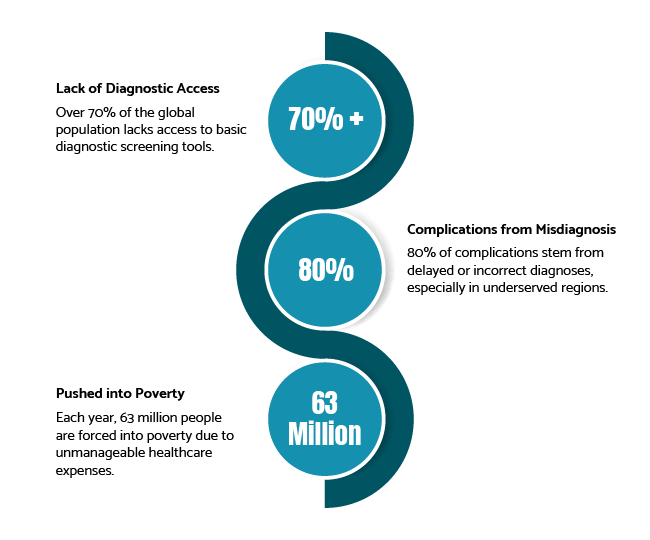 Lack of Diagnostic Access
Over 70% of the global
population lacks access to basic
diagnostic screening tools.
70% +
Complications from Misdiagnosis
80% of complications stem from
delayed or incorrect diagnoses,
especially in underserved regions.
80%
Pushed into Poverty
Each year, 63 million people
are forced into poverty due to
unmanageable healthcare
expenses.
63
Million